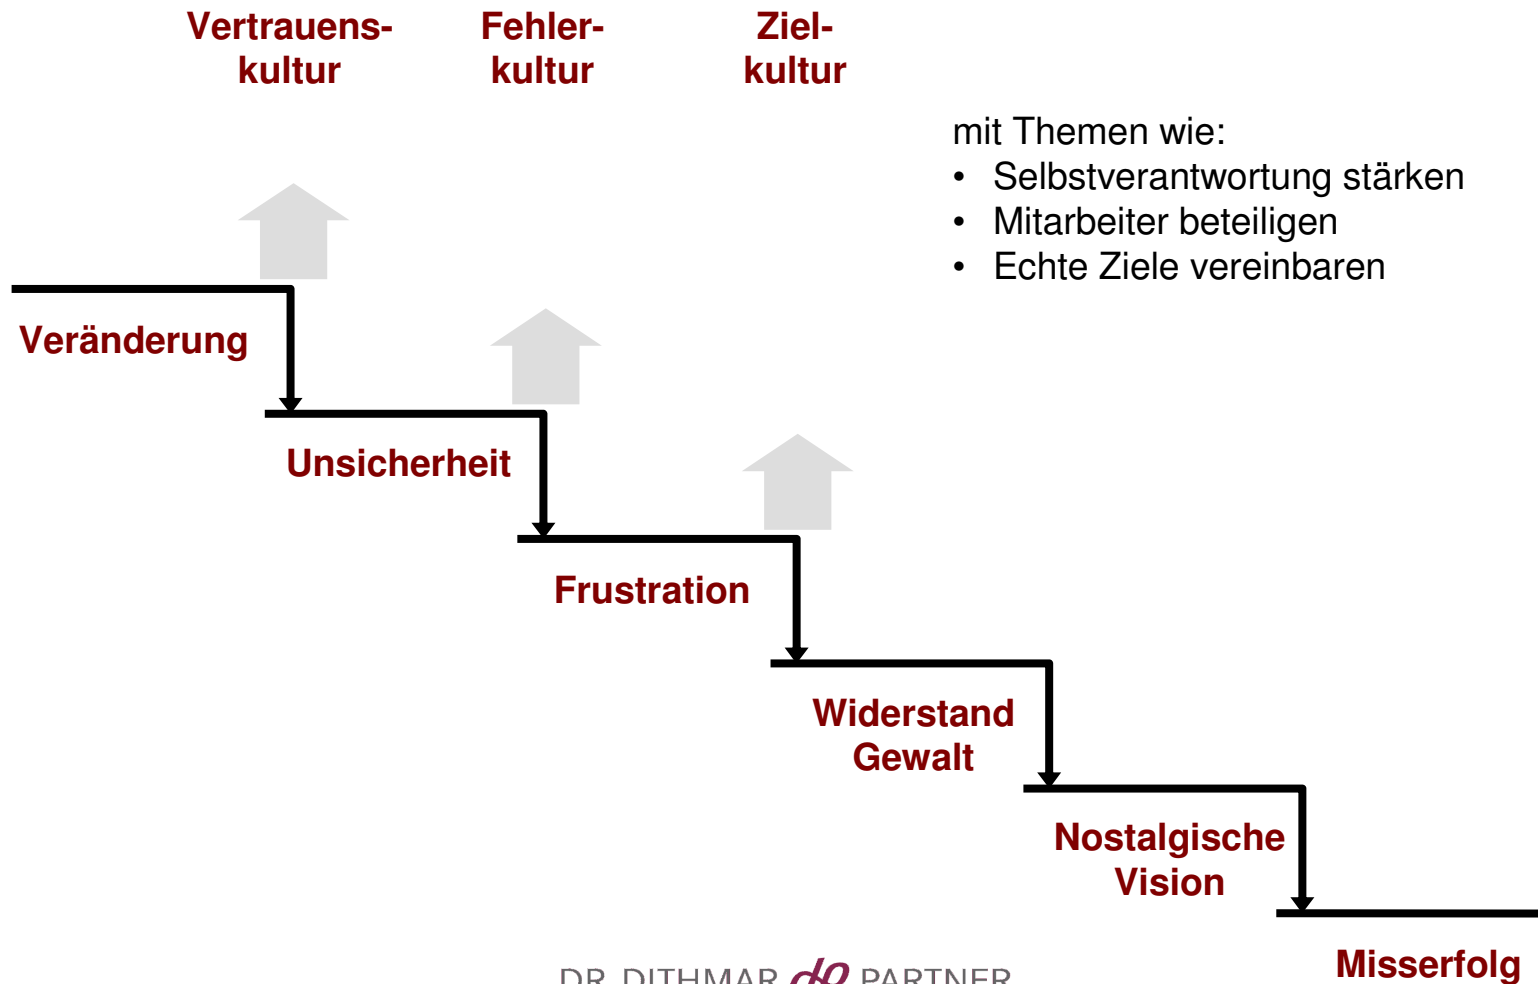 Vertrauens-
kultur
Fehler-
kultur
Ziel-
kultur
mit Themen wie:
• Selbstverantwortung stärken
• Mitarbeiter beteiligen
• Echte Ziele vereinbaren
Veränderung
Unsicherheit
Frustration
Widerstand
Gewalt
Nostalgische
Vision
Misserfolg
DR. DITHMAR dp PARTNER